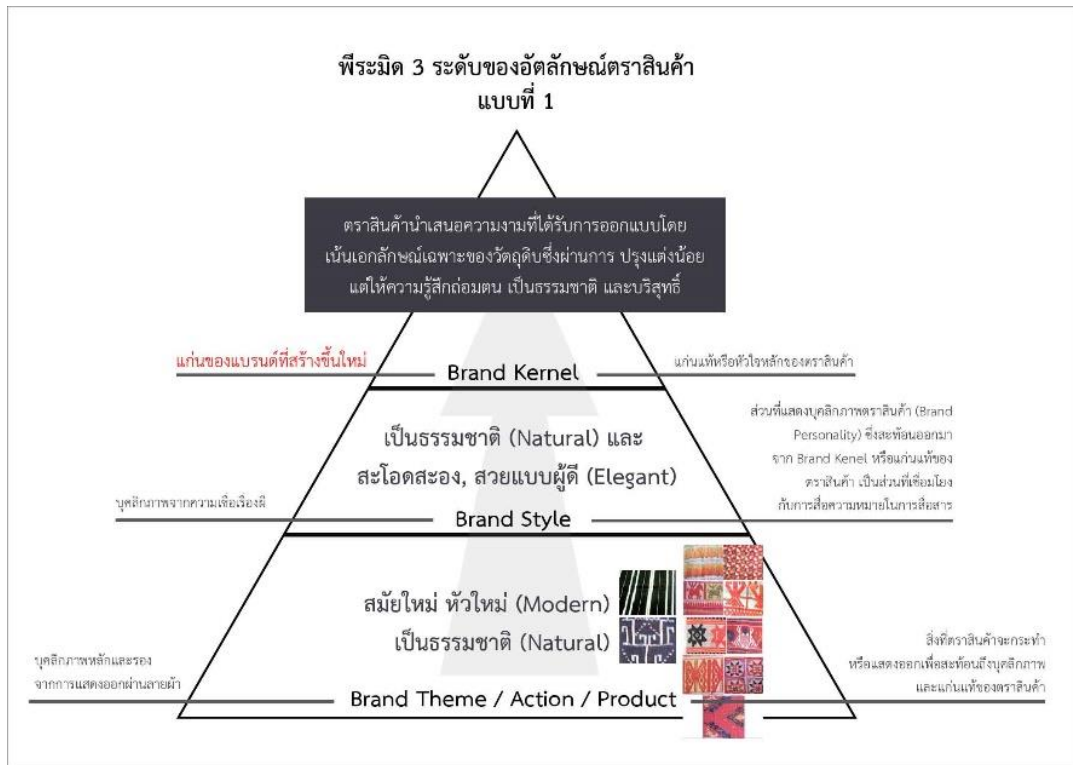 พีระมิด 3 ระดับของอัตลักษณ์ตราสินค้า
แบบที่ 1
ตราสินค้านำเสนอความงามที่ได้รับการออกแบบโดย
เน้นเอกลักษณ์เฉพาะของวัตถุดิบซึ่งผ่านการ ปรุงแต่งน้อย
แต่ให้ความรู้สึกถ่อมตน เป็นธรรมชาติ และบริสุทธิ์
แก่นของแบรนด์ที่สร้างขึ้นใหม่
Brand Kernel
แก่นแท้หรือหัวใจหลักของตราสินค้า
เป็นธรรมชาติ (Natural) และ
สะโอดสะอง, สวยแบบผู้ดี (Elegant)
ส่วนที่แสดงบุคลิกภาพตราสินค้า (Brand
Personality) ซึ่งสะท้อนออกมา
จาก Brand Kenel หรือแก่นแท้ของ
ตราสินค้า เป็นส่วนที่เชื่อมโยง
กับการสื่อความหมายในการสื่อสาร
บุคลิกภาพจากความเชื่อเรื่องผี
Brand Style
สมัยใหม่ หัวใหม่ (Modern)
เป็นธรรมชาติ (Natural)
บุคลิกภาพหลักและรอง
จากการแสดงออกผ่านลายผ้า
Brand Theme / Action / Product
สิ่งที่ตราสินค้าจะกระทำ
หรือแสดงออกเพื่อสะท้อนถึงบุคลิกภาพ
และแก่นแท้ของตราสินค้า